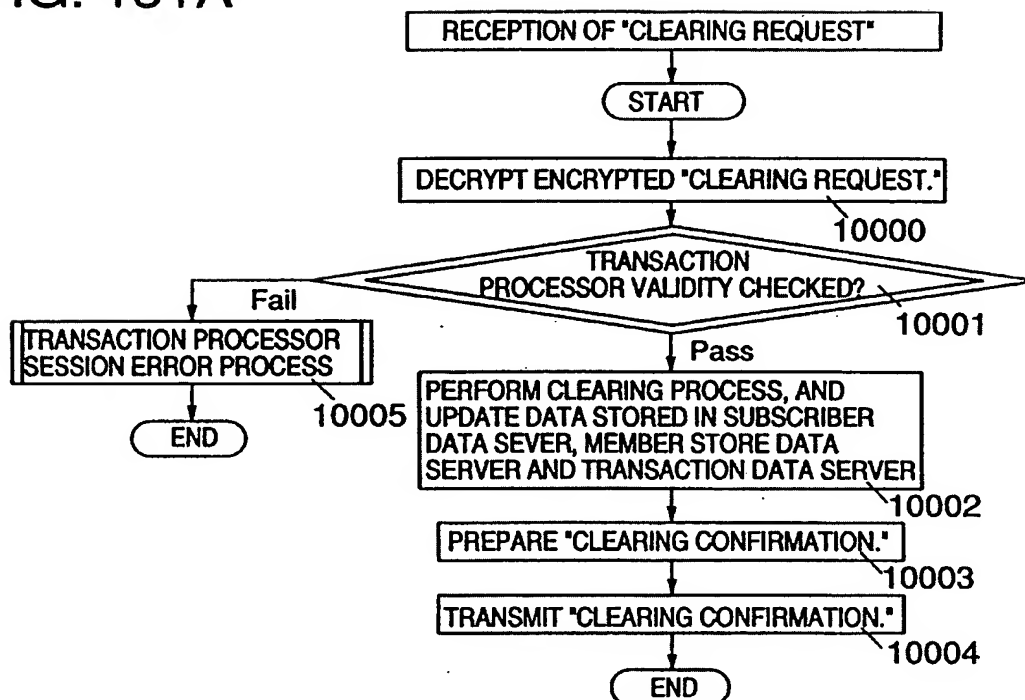 RECEPTION OF "CLEARING REQUEST"
START
DECRYPT ENCRYPTED "CLEARING REQUEST."
10000
TRANSACTION
PROCESSOR VALIDITY CHECKED?
10001
Fail
TRANSACTION PROCESSOR
SESSION ERROR PROCESS
10005
END
Pass
PERFORM CLEARING PROCESS, AND
UPDATE DATA STORED IN SUBSCRIBER
DATA SEVER, MEMBER STORE DATA
SERVER AND TRANSACTION DATA SERVER
10002
PREPARE "CLEARING CONFIRMATION."
10003
TRANSMIT "CLEARING CONFIRMATION."
10004
END